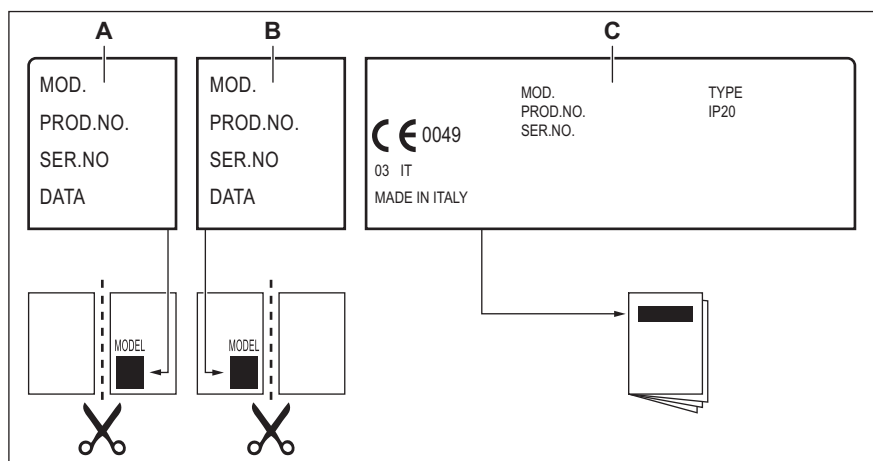 A
B
C
MOD.
PROD.NO.
SER.NO
DATA
MOD.
PROD.NO.
SER.NO
DATA
MOD.
PROD.NO.
SER.NO.
TYPE
IP20
CE 0049
03 IT
MADE IN ITALY
MODEL
MODEL